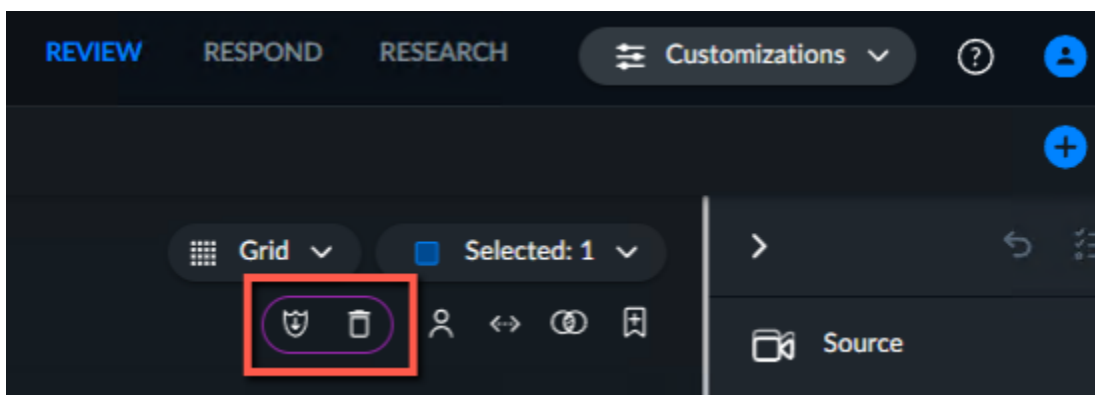 REVIEW RESPOND RESEARCH Customizations
Grid Selected: 1
Source